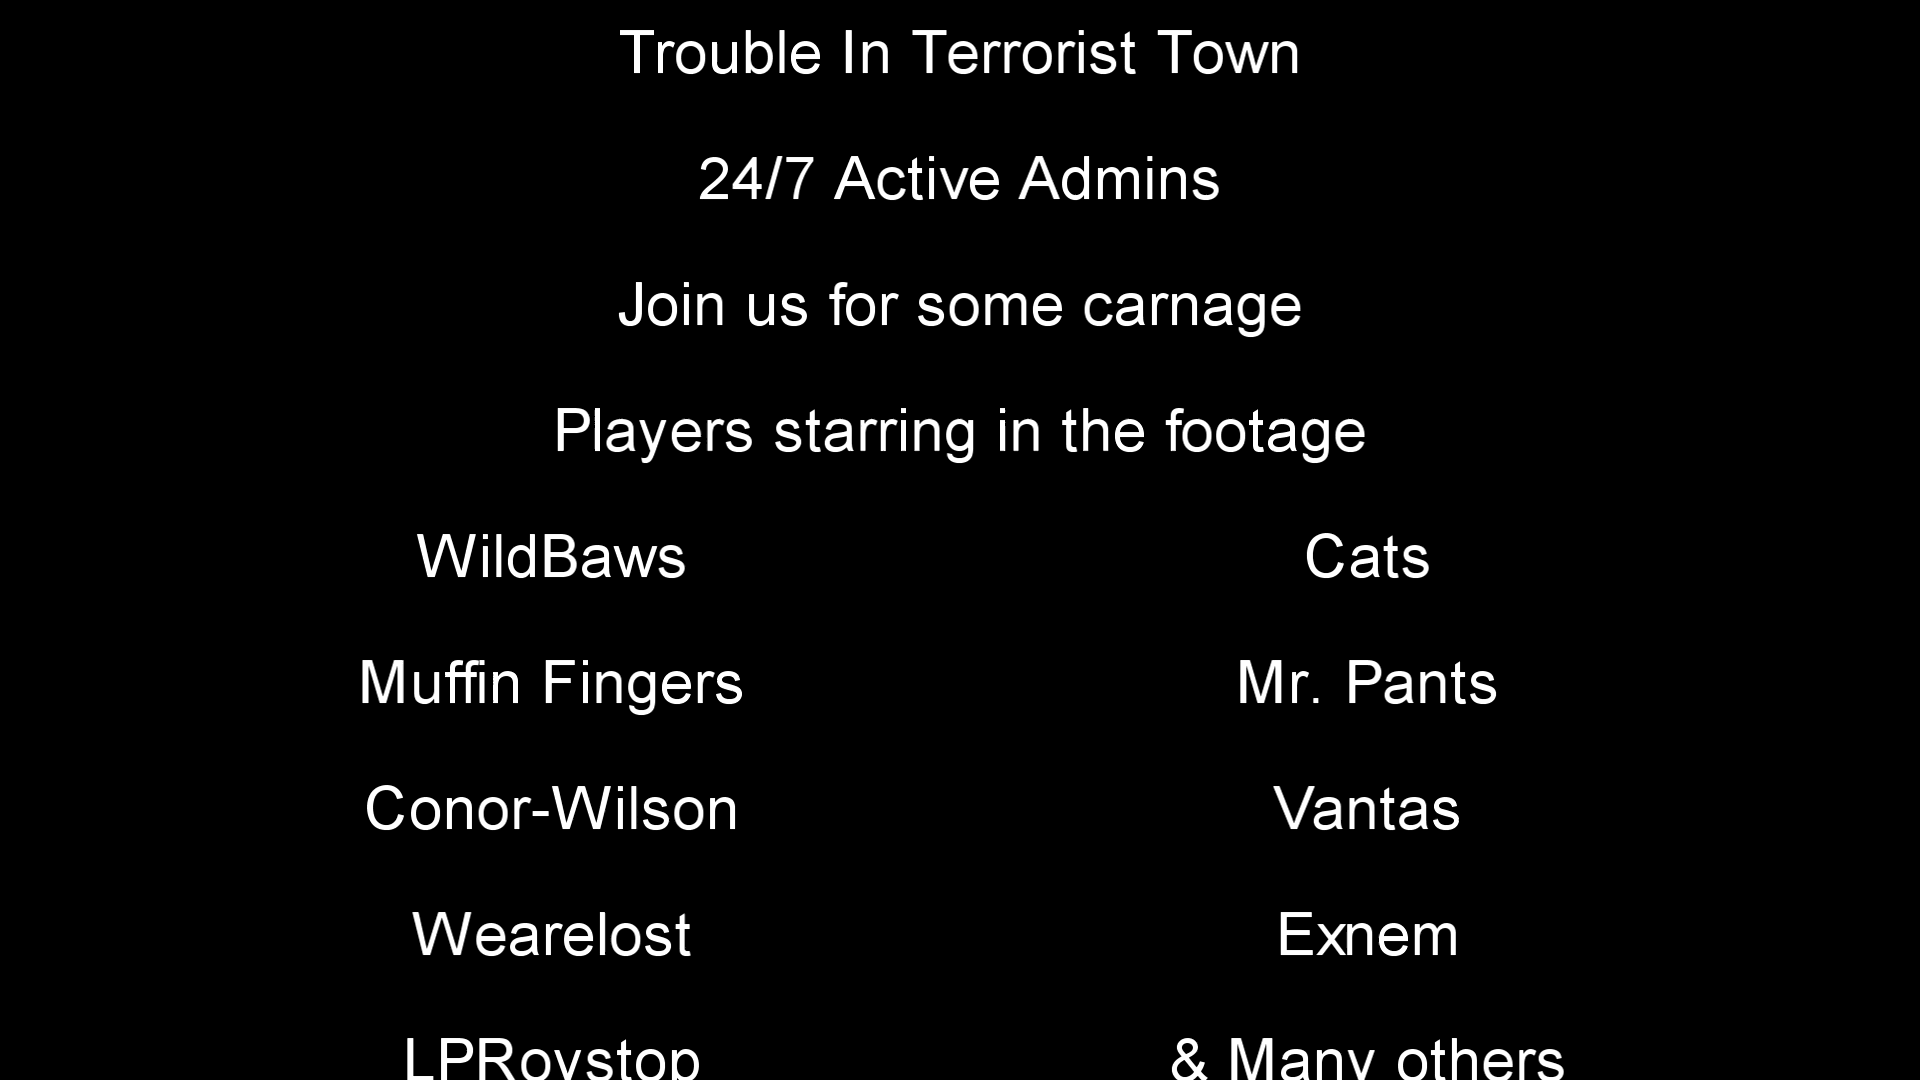 Trouble In Terrorist Town
24/7 Active Admins
Join us for some carnage
Players starring in the footage
WildBaws Cats
Muffin Fingers Mr. Pants
Conor-Wilson Vantas
Wearelost Exnem
LPRoystop & Many others